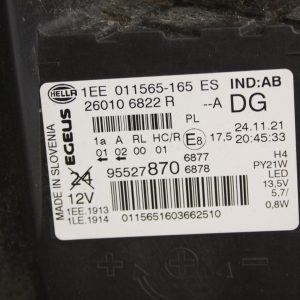 HELLA 1EE 011565-165 ES IND:AB
26010 6822 R --A DG
MADE IN SLOVENIA
EGEUS
PL 24.11.21
1a A RL HC/R E8 17,5 20:45:33
01 02 00 01
6877 H4
95527870 6878 PY21W
LED
24 13,5V
12V 5,7/
1EE.1913 0,8W
1LE.1914 0115651603662510